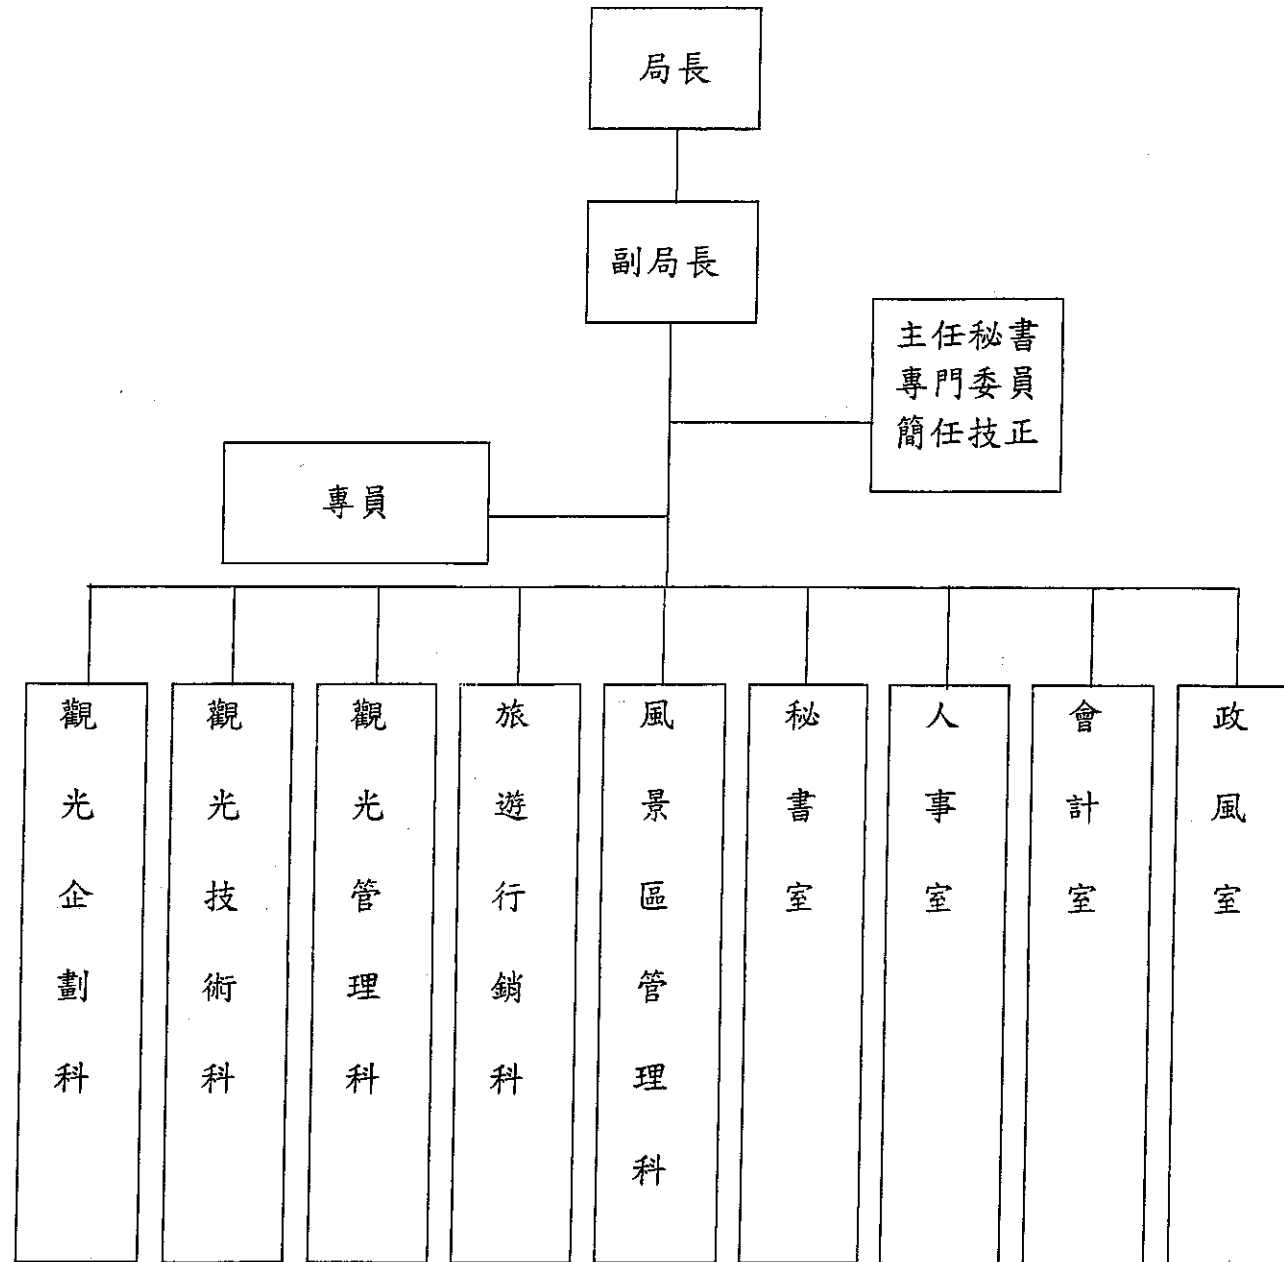 局長
副局長
主任秘書
專門委員
簡任技正
專員
觀光企劃科
觀光技術科
觀光管理科
旅遊行銷科
風景區管理科
秘書室
人事室
會計室
政風室